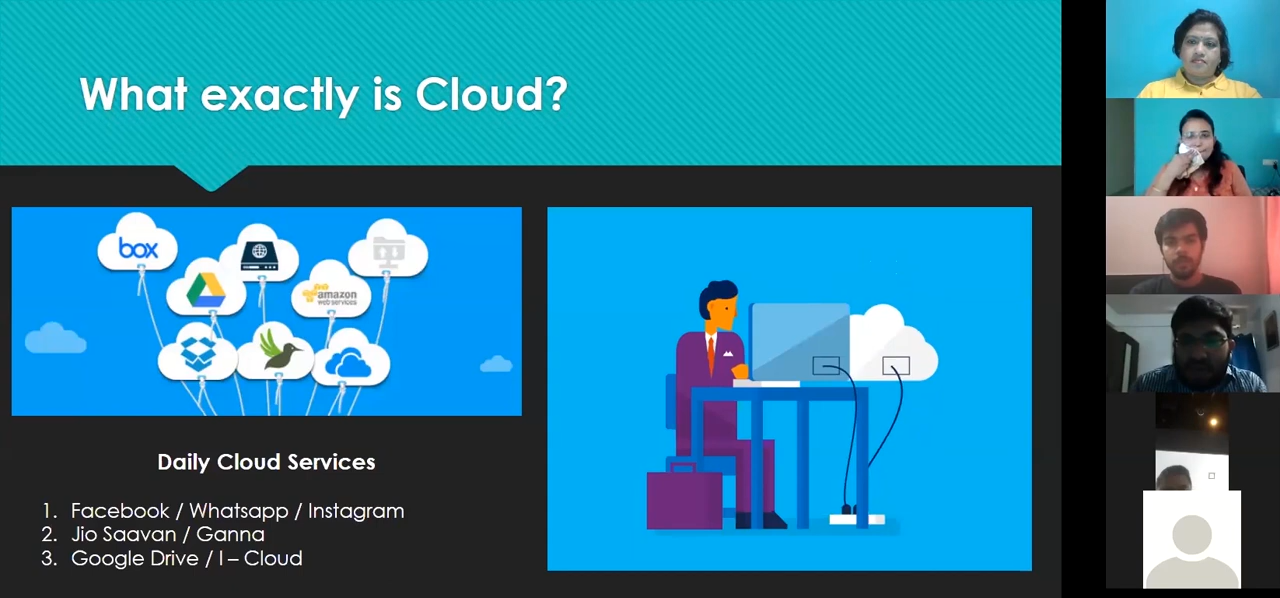 What exactly is Cloud?
box
amazon
web services
Daily Cloud Services
1. Facebook / Whatsapp / Instagram
2. Jio Saavan / Ganna
3. Google Drive / I – Cloud